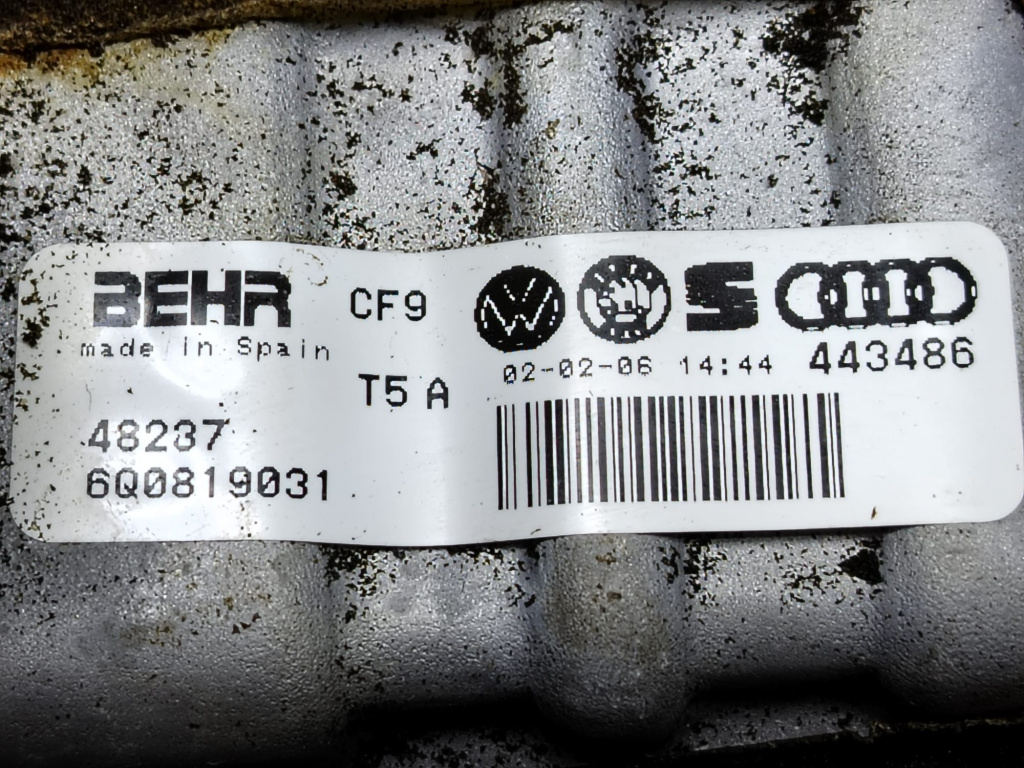 BEHR CF9
made in Spain
02-02-06 14:44 443486
T5 A
48237
6Q0819031